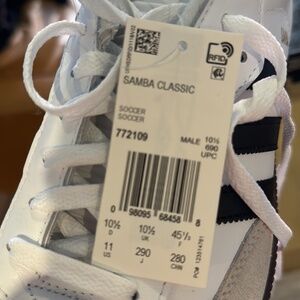 RFID
SAMBA CLASSIC
SOCCER
SOCCER
772109
MALE 10½
690
UPC
0 98095 68458 8
10½ 10½ 45⅓
D UK F
11 290 280 2
US J CHN